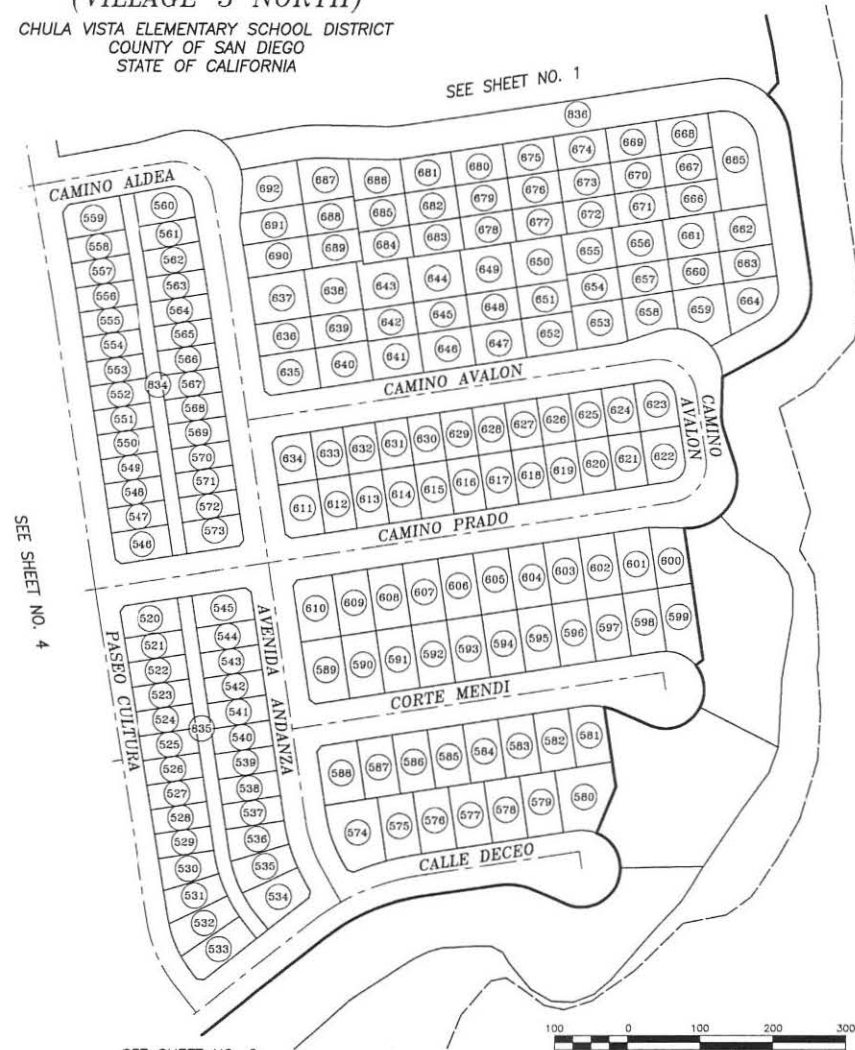 (VILLAGE 3 NORTH)
CHULA VISTA ELEMENTARY SCHOOL DISTRICT
COUNTY OF SAN DIEGO
STATE OF CALIFORNIA
SEE SHEET NO. 1
836
692 687 686 681 680 675 674 669 668 665
691 688 685 682 679 676 673 670 667
690 689 684 683 678 677 672 671 666
637 638 643 644 649 650 655 656 661 662
636 639 642 645 648 651 654 657 660 663
635 640 641 646 647 652 653 658 659 664
CAMINO ALDEA
559 560
558 561
557 562
556 563
555 564
554 565
553 566
834
552 567
551 568
550 569
549 570
548 571
547 572
546 573
CAMINO AVALON
CAMINO AVALON
634 633 632 631 630 629 628 627 626 625 624 623
611 612 613 614 615 616 617 618 619 620 621 622
CAMINO PRADO
SEE SHEET NO. 4
610 609 608 607 606 605 604 603 602 601 600
589 590 591 592 593 594 595 596 597 598 599
CORTE MENDI
PASEO CULTURA
AVENIDA ANDANZA
520 545
521 544
522 543
523 542
524 541
835
525 540
526 539
527 538
528 537
529 536
530 535
531 534
532
533
588 587 586 585 584 583 582 581
574 575 576 577 578 579 580
CALLE DECEO
100 0 100 200 300